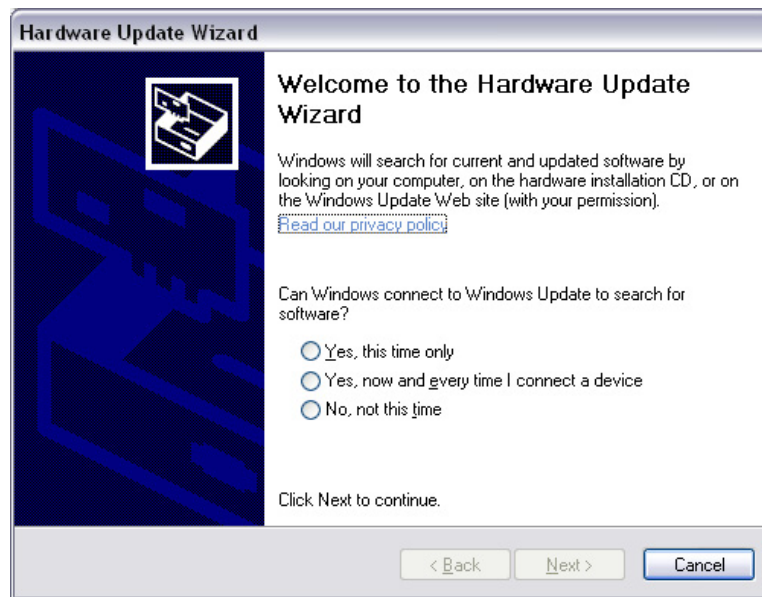 Hardware Update Wizard
Welcome to the Hardware Update
Wizard
Windows will search for current and updated software by
looking on your computer, on the hardware installation CD, or on
the Windows Update Web site (with your permission).
Read our privacy policy
Can Windows connect to Windows Update to search for
software?
Yes, this time only
Yes, now and every time I connect a device
No, not this time
Click Next to continue.
< Back Next > Cancel